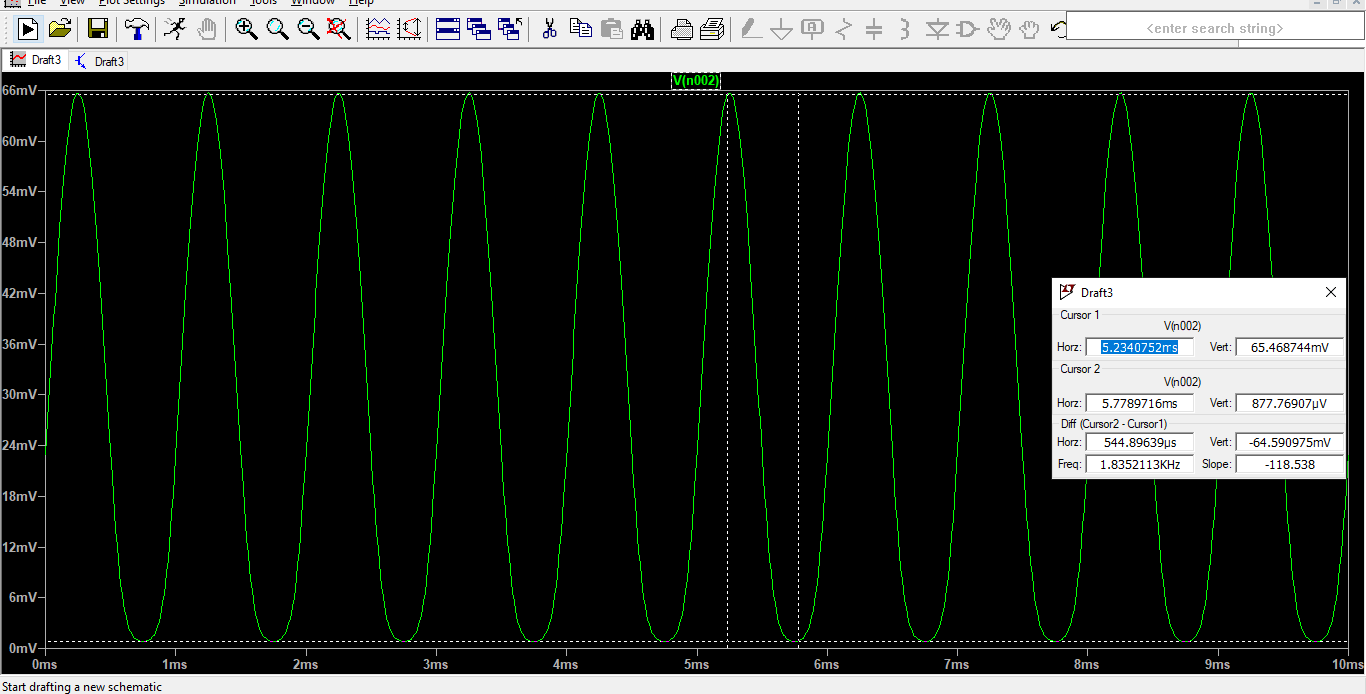 File View Plot Settings Simulation Tools Window Help
<enter search string>
Draft3 Draft3
V(n002)
66mV
60mV
54mV
48mV
42mV
36mV
30mV
24mV
18mV
12mV
6mV
0mV
0ms 1ms 2ms 3ms 4ms 5ms 6ms 7ms 8ms 9ms 10ms
Draft3
Cursor 1
V(n002)
Horz: 5.2340752ms Vert: 65.468744mV
Cursor 2
V(n002)
Horz: 5.7789716ms Vert: 877.76907µV
Diff (Cursor2 - Cursor1)
Horz: 544.89639µs Vert: -64.590975mV
Freq: 1.8352113KHz Slope: -118.538
Start drafting a new schematic